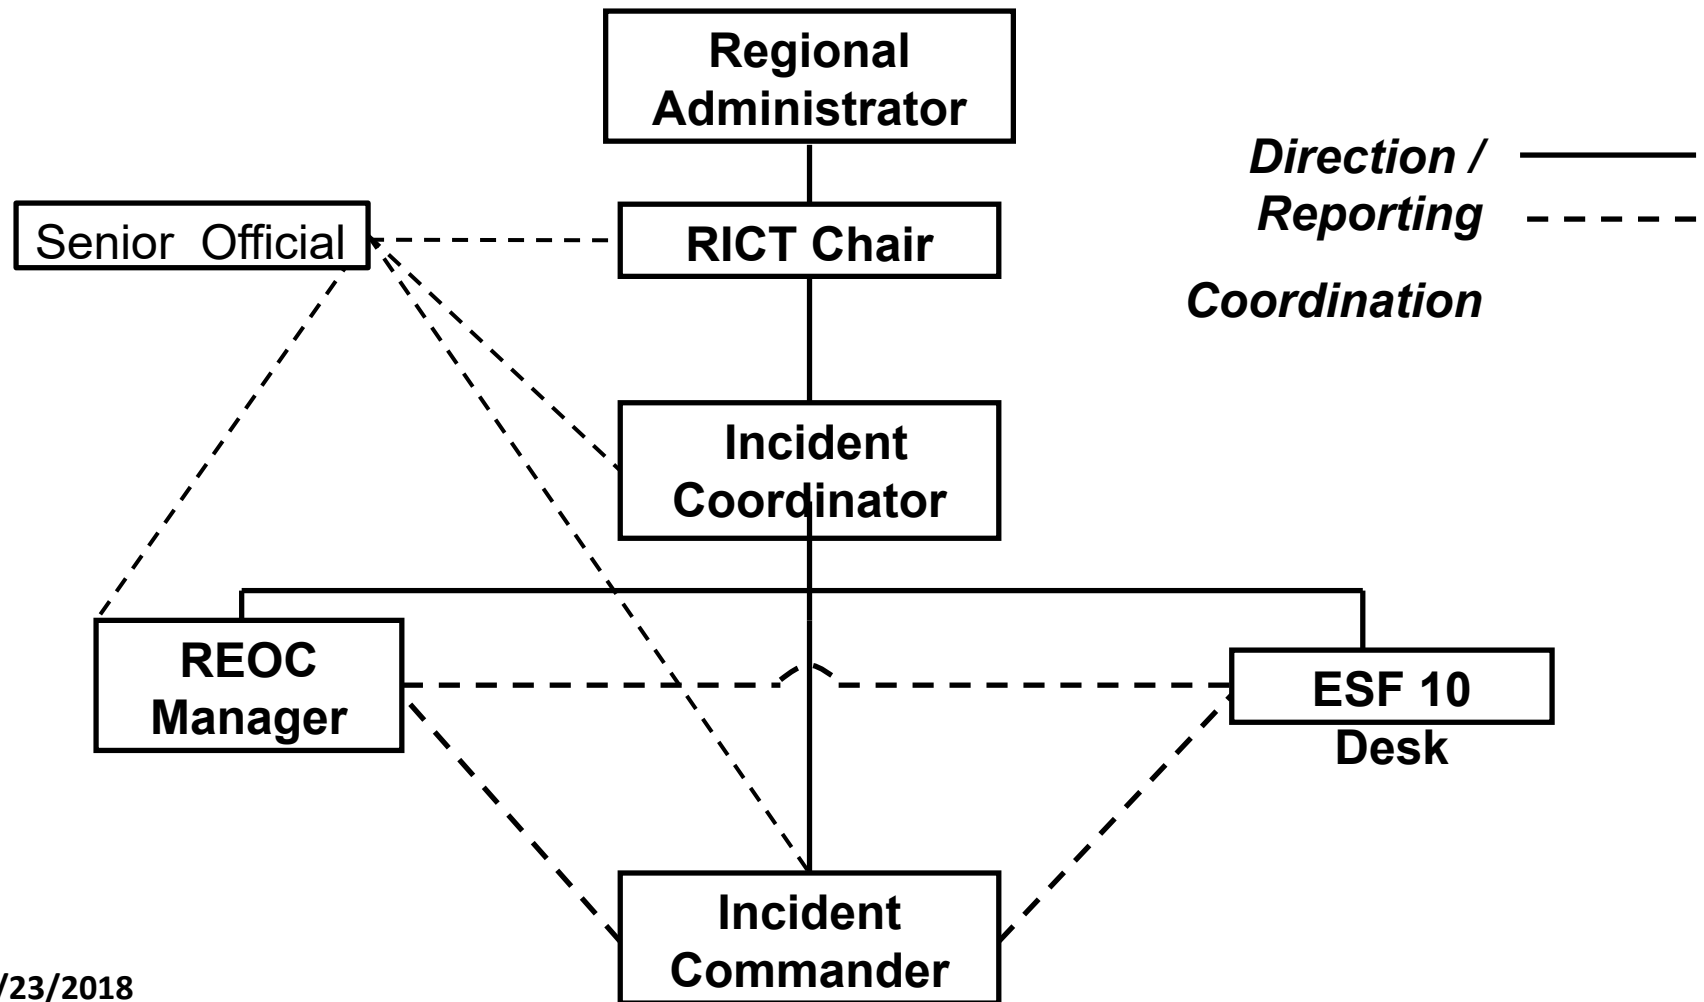 Regional
Administrator
Direction /
Reporting
Senior Official
RICT Chair
Coordination
Incident
Coordinator
REOC
Manager
ESF 10
Desk
Incident
Commander
/23/2018